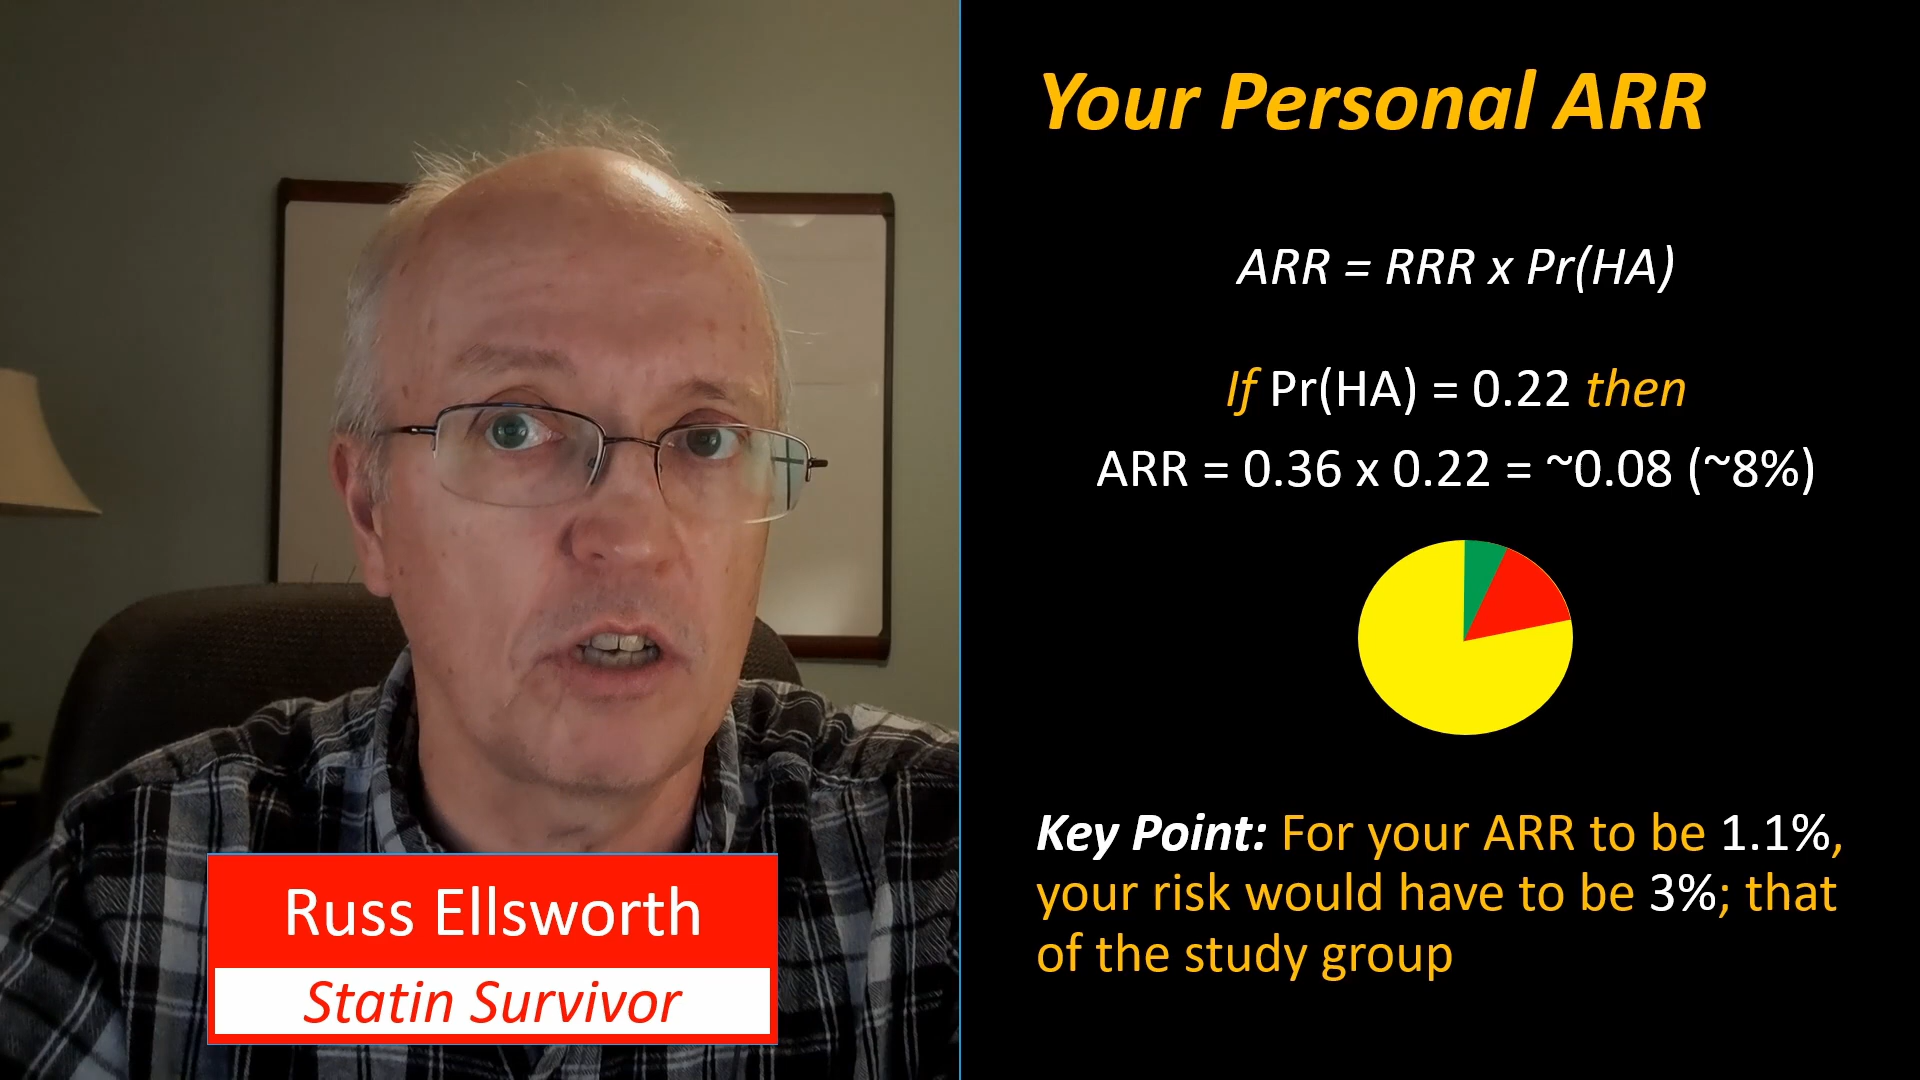 Your Personal ARR
ARR = RRR x Pr(HA)
If Pr(HA) = 0.22 then
ARR = 0.36 x 0.22 = ~0.08 (~8%)
Key Point: For your ARR to be 1.1%,
your risk would have to be 3%; that
of the study group
Russ Ellsworth
Statin Survivor